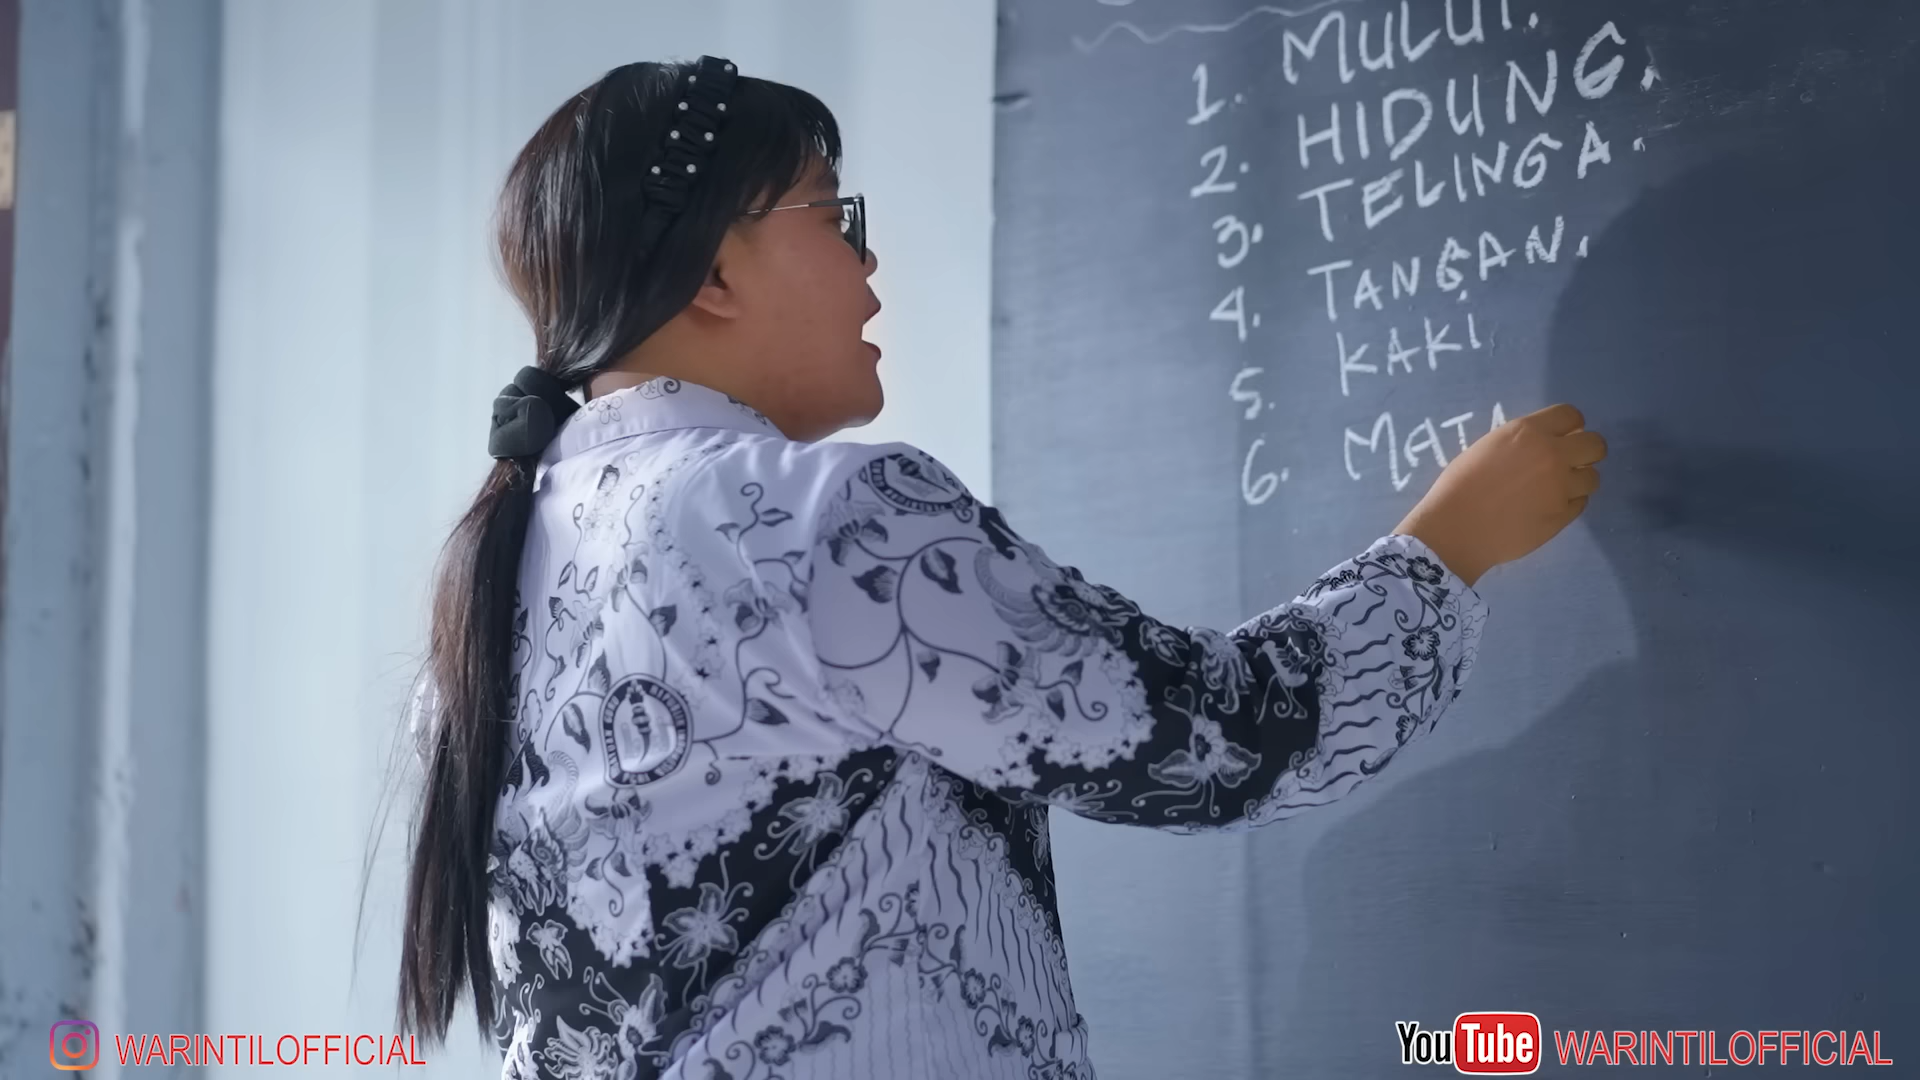 1. MULUT.
2. HIDUNG.
3. TELINGA.
4. TANGAN.
5. KAKI
6. MATA
WARINTILOFFICIAL
YouTube WARINTILOFFICIAL